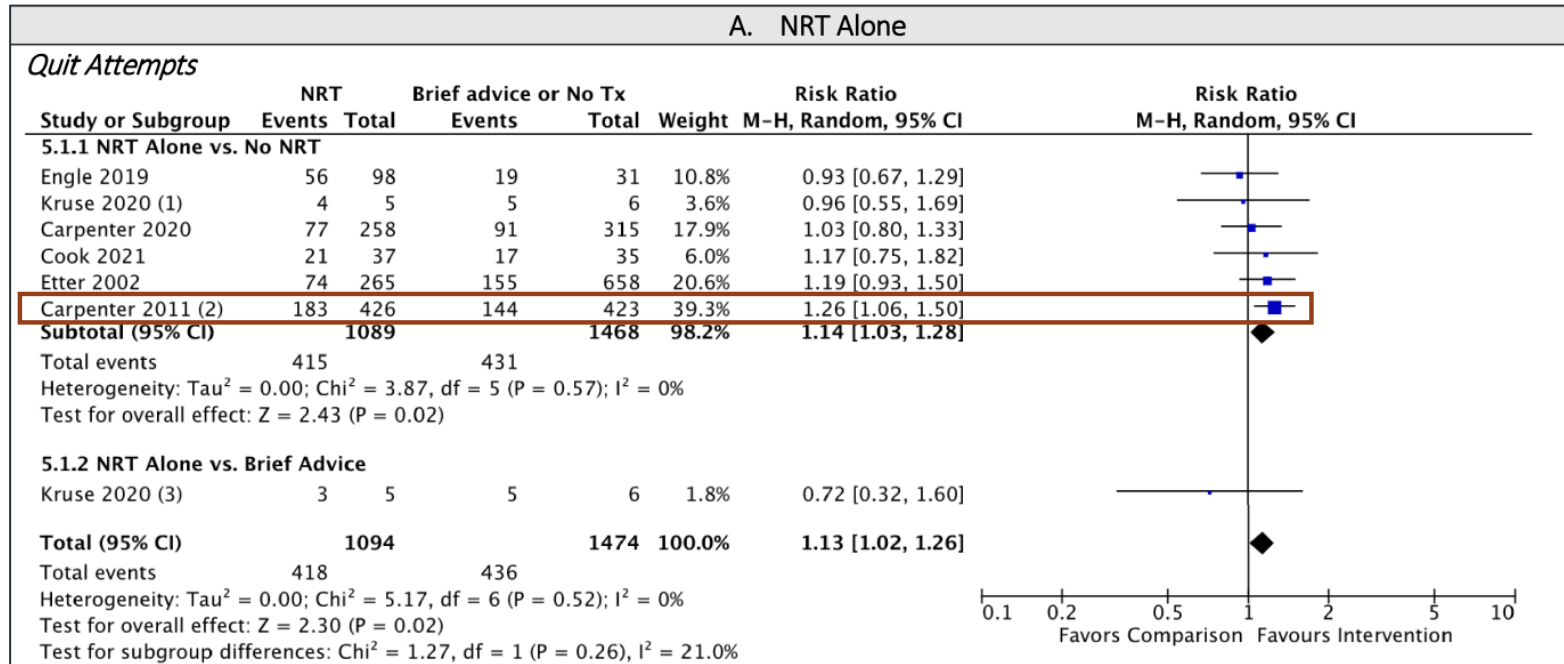 A. NRT Alone
Quit Attempts
NRT Brief advice or No Tx Risk Ratio Risk Ratio
Study or Subgroup Events Total Events Total Weight M-H, Random, 95% CI M-H, Random, 95% CI
5.1.1 NRT Alone vs. No NRT
Engle 2019 56 98 19 31 10.8% 0.93 [0.67, 1.29]
Kruse 2020 (1) 4 5 5 6 3.6% 0.96 [0.55, 1.69]
Carpenter 2020 77 258 91 315 17.9% 1.03 [0.80, 1.33]
Cook 2021 21 37 17 35 6.0% 1.17 [0.75, 1.82]
Etter 2002 74 265 155 658 20.6% 1.19 [0.93, 1.50]
Carpenter 2011 (2) 183 426 144 423 39.3% 1.26 [1.06, 1.50]
Subtotal (95% CI) 1089 1468 98.2% 1.14 [1.03, 1.28]
Total events 415 431
Heterogeneity: Tau² = 0.00; Chi² = 3.87, df = 5 (P = 0.57); I² = 0%
Test for overall effect: Z = 2.43 (P = 0.02)
5.1.2 NRT Alone vs. Brief Advice
Kruse 2020 (3) 3 5 5 6 1.8% 0.72 [0.32, 1.60]
Total (95% CI) 1094 1474 100.0% 1.13 [1.02, 1.26]
Total events 418 436
Heterogeneity: Tau² = 0.00; Chi² = 5.17, df = 6 (P = 0.52); I² = 0%
Test for overall effect: Z = 2.30 (P = 0.02)
Test for subgroup differences: Chi² = 1.27, df = 1 (P = 0.26), I² = 21.0%
0.1 0.2 0.5 1 2 5 10
Favors Comparison Favours Intervention